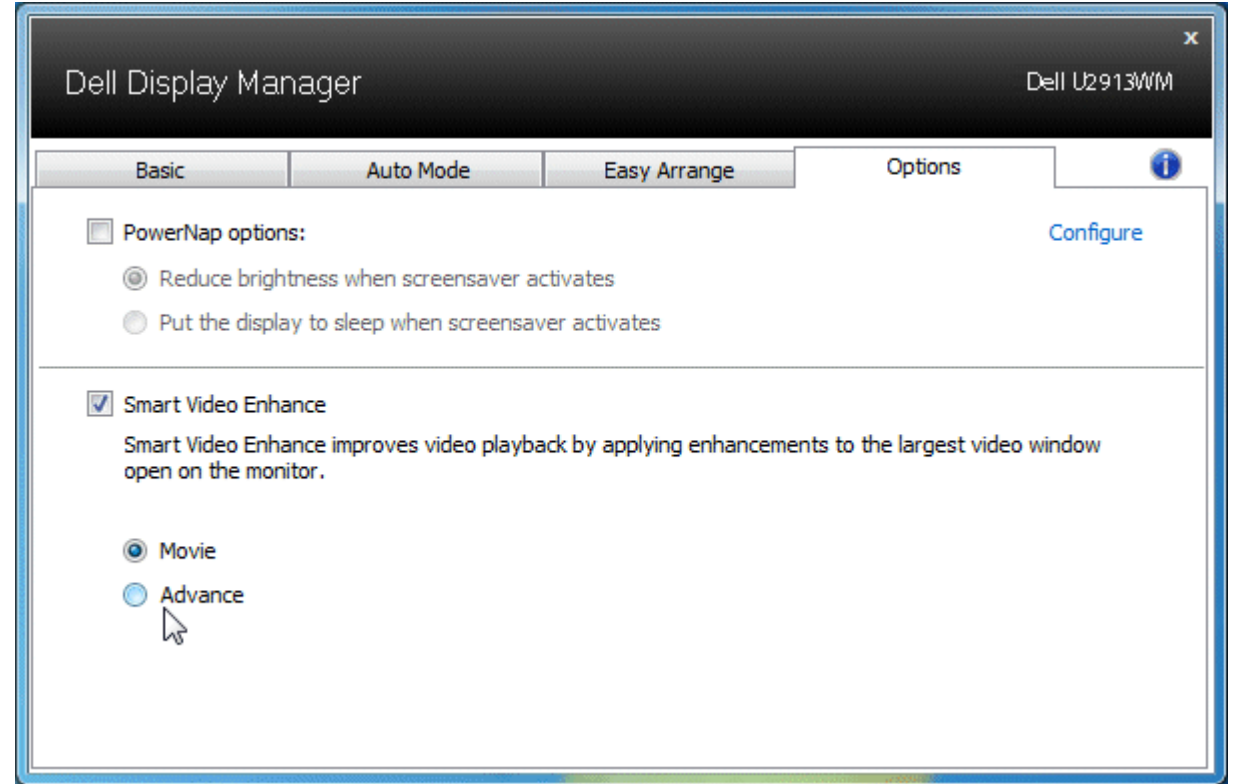 x
Dell Display Manager
Dell U2913WM
Basic
Auto Mode
Easy Arrange
Options
i
PowerNap options:
Configure
Reduce brightness when screensaver activates
Put the display to sleep when screensaver activates
Smart Video Enhance
Smart Video Enhance improves video playback by applying enhancements to the largest video window
open on the monitor.
Movie
Advance